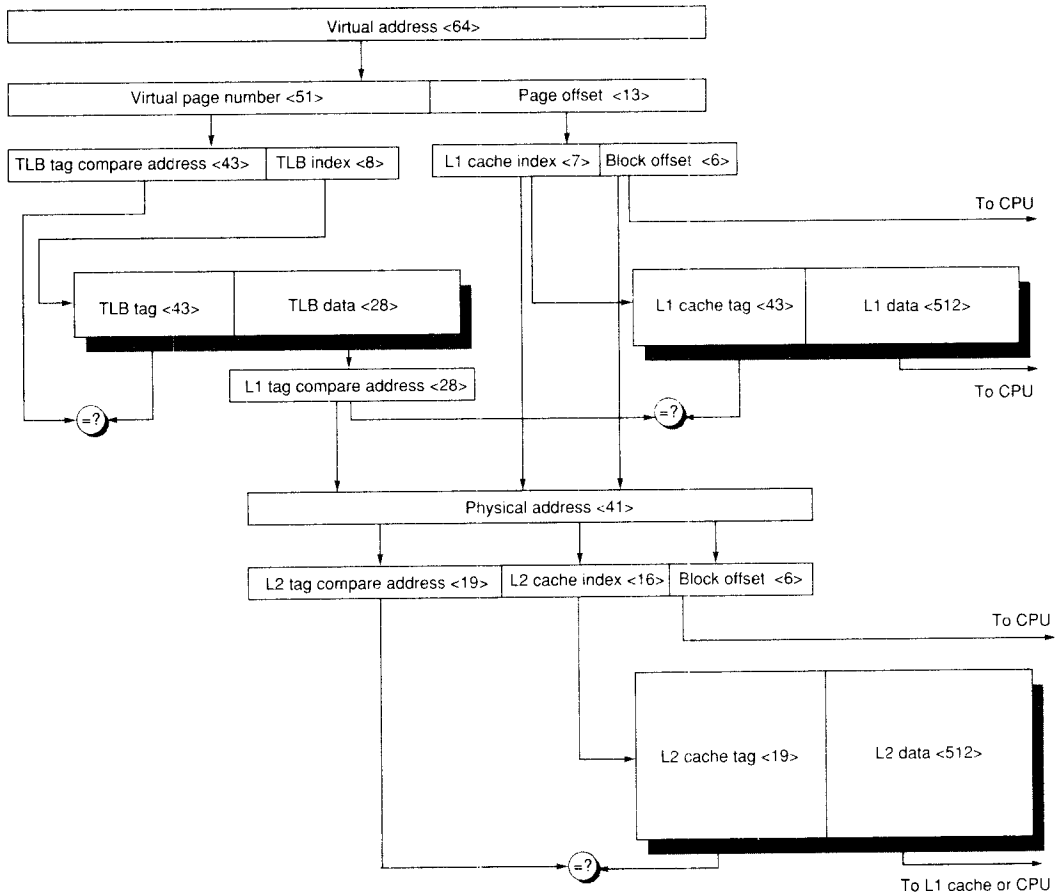 Virtual address <64>
Virtual page number <51>
Page offset <13>
TLB tag compare address <43>
TLB index <8>
L1 cache index <7>
Block offset <6>
To CPU
TLB tag <43>
TLB data <28>
L1 cache tag <43>
L1 data <512>
L1 tag compare address <28>
To CPU
=?
=?
Physical address <41>
L2 tag compare address <19>
L2 cache index <16>
Block offset <6>
To CPU
L2 cache tag <19>
L2 data <512>
=?
To L1 cache or CPU